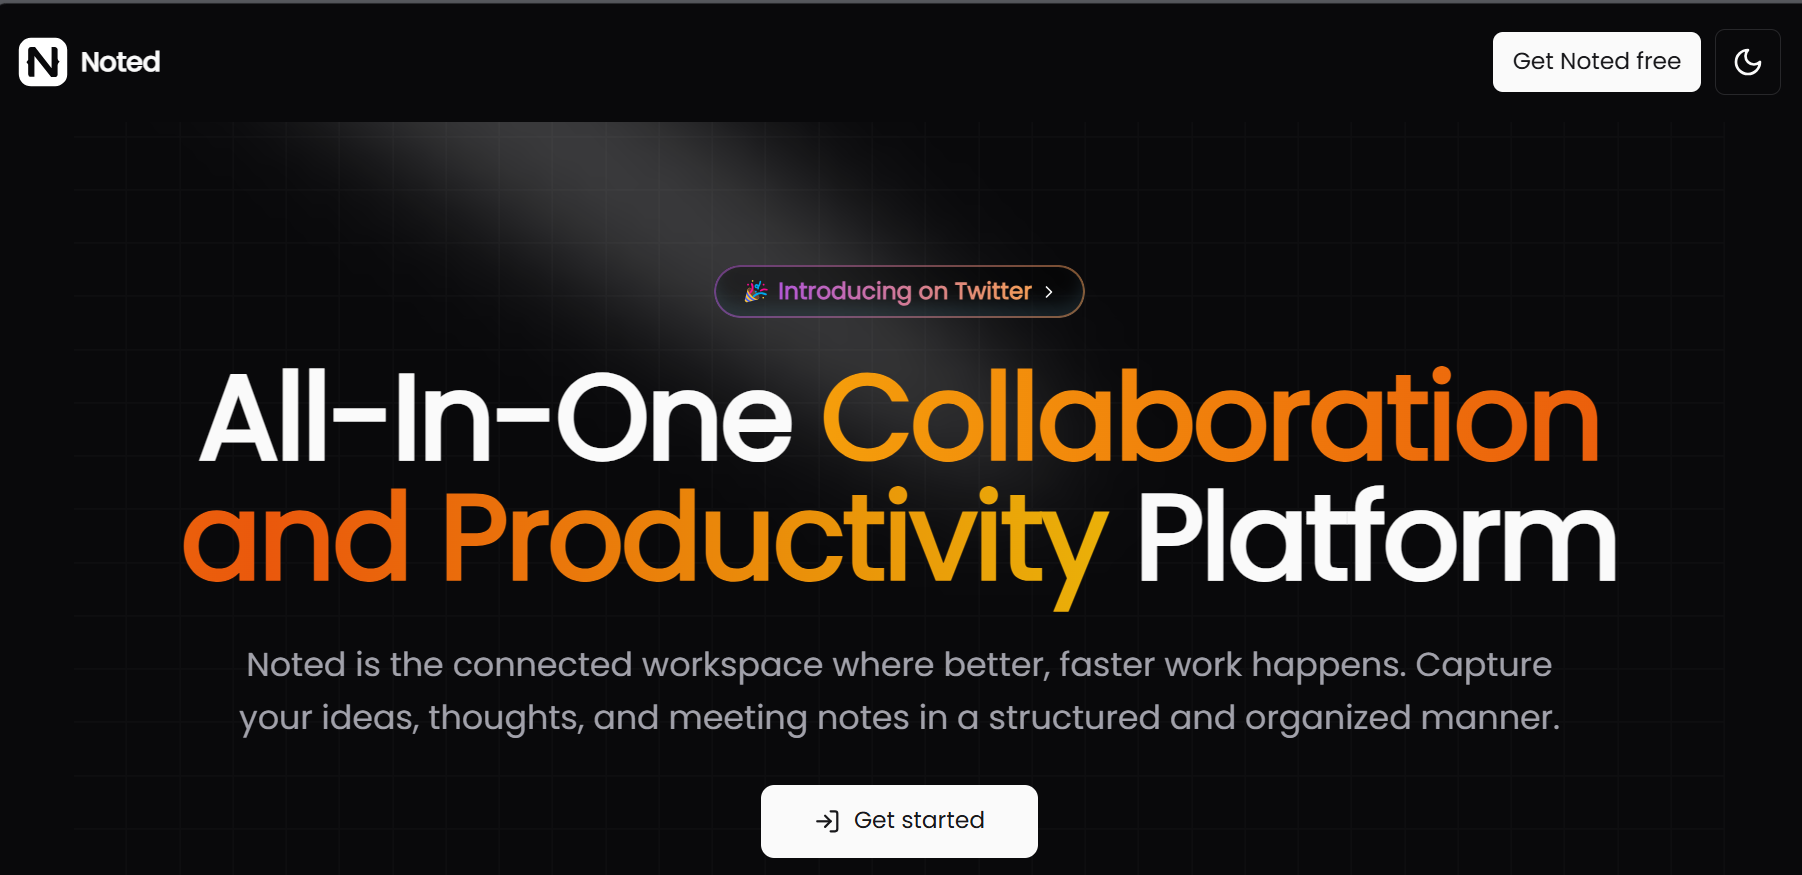 Noted
Get Noted free
🎉 Introducing on Twitter
All-In-One Collaboration
and Productivity Platform
Noted is the connected workspace where better, faster work happens. Capture
your ideas, thoughts, and meeting notes in a structured and organized manner.
Get started